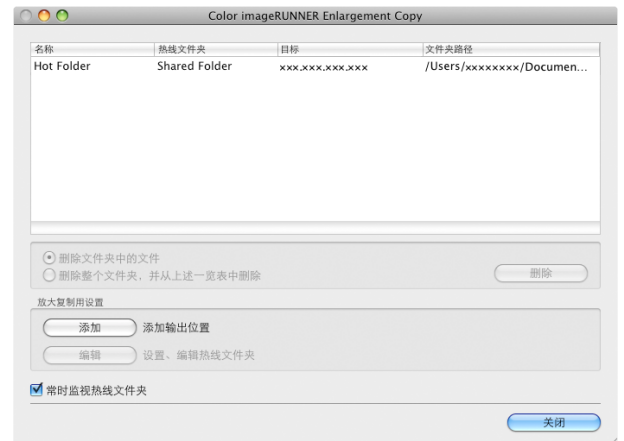 Color imageRUNNER Enlargement Copy
名称 热线文件夹 目标 文件夹路径
Hot Folder Shared Folder xxx.xxx.xxx.xxx /Users/xxxxxxxx/Documen...
删除文件夹中的文件
删除整个文件夹，并从上述一览表中删除
删除
放大复制用设置
添加 添加输出位置
编辑 设置、编辑热线文件夹
常时监视热线文件夹
关闭